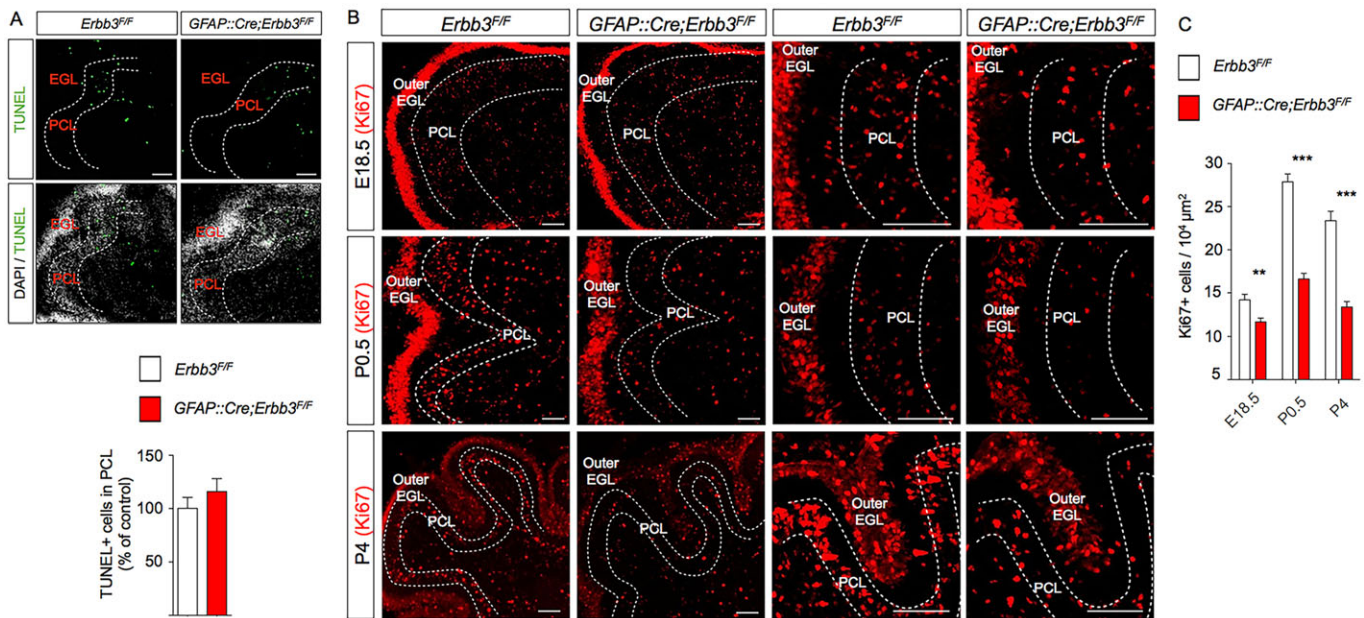 A
Erbb3F/F
GFAP::Cre;Erbb3F/F
TUNEL
EGL
PCL
EGL
PCL
DAPI / TUNEL
EGL
PCL
EGL
PCL
Erbb3F/F
GFAP::Cre;Erbb3F/F
TUNEL+ cells in PCL
(% of control)
150
100
50
B
Erbb3F/F
GFAP::Cre;Erbb3F/F
Erbb3F/F
GFAP::Cre;Erbb3F/F
E18.5 (Ki67)
Outer
EGL
PCL
Outer
EGL
PCL
Outer
EGL
PCL
Outer
EGL
PCL
P0.5 (Ki67)
Outer
EGL
PCL
Outer
EGL
PCL
Outer
EGL
PCL
Outer
EGL
PCL
P4 (Ki67)
Outer
EGL
PCL
Outer
EGL
PCL
Outer
EGL
PCL
Outer
EGL
PCL
C
Erbb3F/F
GFAP::Cre;Erbb3F/F
Ki67+ cells / 10⁴ µm²
30
25
20
15
10
5
**
***
***
E18.5
P0.5
P4